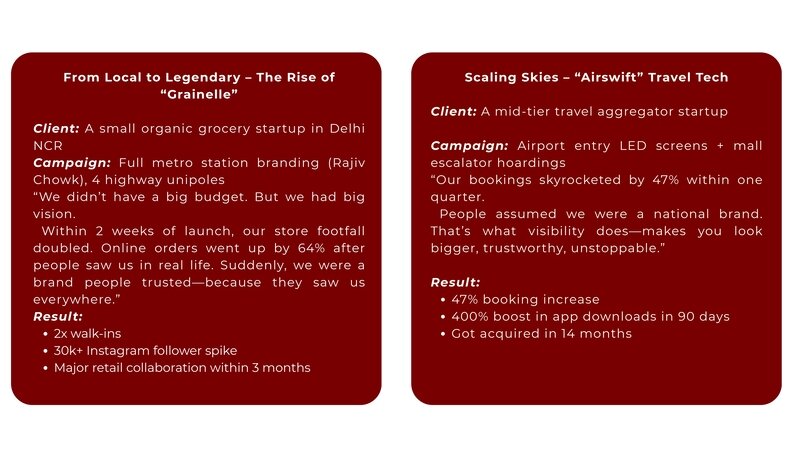 From Local to Legendary – The Rise of
“Grainelle”
Client: A small organic grocery startup in Delhi
NCR
Campaign: Full metro station branding (Rajiv
Chowk), 4 highway unipoles
“We didn’t have a big budget. But we had big
vision.
Within 2 weeks of launch, our store footfall
doubled. Online orders went up by 64% after
people saw us in real life. Suddenly, we were a
brand people trusted—because they saw us
everywhere.”
Result:
• 2x walk-ins
• 30k+ Instagram follower spike
• Major retail collaboration within 3 months
Scaling Skies – “Airswift” Travel Tech
Client: A mid-tier travel aggregator startup
Campaign: Airport entry LED screens + mall
escalator hoardings
“Our bookings skyrocketed by 47% within one
quarter.
People assumed we were a national brand.
That’s what visibility does—makes you look
bigger, trustworthy, unstoppable.”
Result:
• 47% booking increase
• 400% boost in app downloads in 90 days
• Got acquired in 14 months